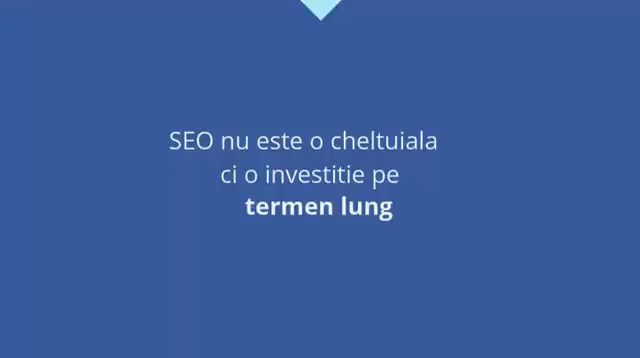 SEO nu este o cheltuiala
ci o investitie pe
termen lung